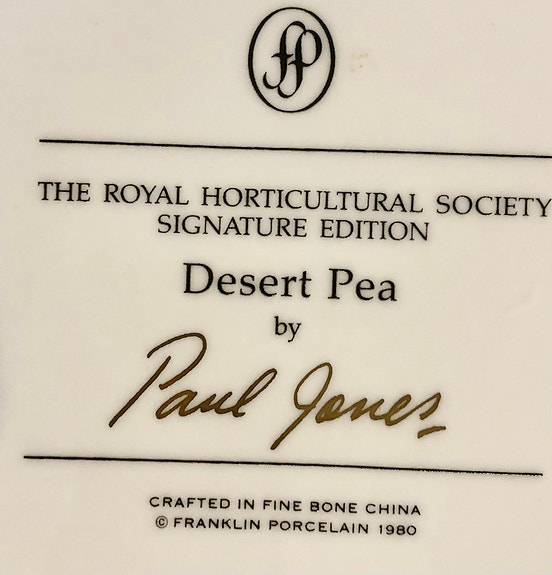 fp
THE ROYAL HORTICULTURAL SOCIETY
SIGNATURE EDITION
Desert Pea
by
Paul Jones
CRAFTED IN FINE BONE CHINA
© FRANKLIN PORCELAIN 1980